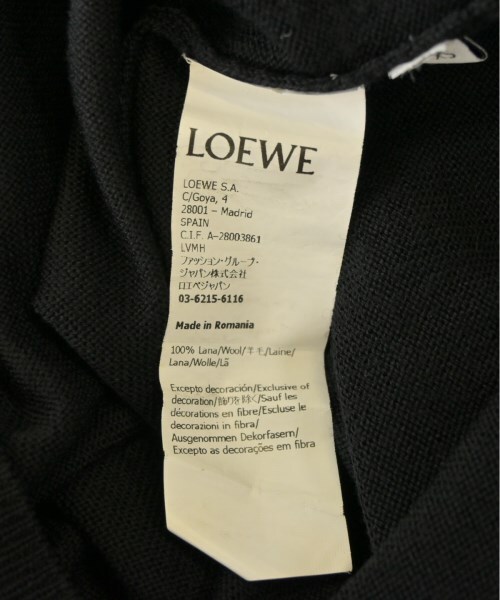 LOEWE
LOEWE S.A.
C/Goya, 4
28001 – Madrid
SPAIN
C.I.F. A-28003861
LVMH
ファッション・グループ・
ジャパン株式会社
ロエベジャパン
03-6215-6116
Made in Romania
100% Lana/Wool/羊毛/Laine/
Lana/Wolle/Lã
Excepto decoración/Exclusive of
decoration/飾りを除く/Sauf les
décorations en fibre/Escluse le
decorazioni in fibra/
Ausgenommen Dekorfasern/
Excepto as decorações em fibra